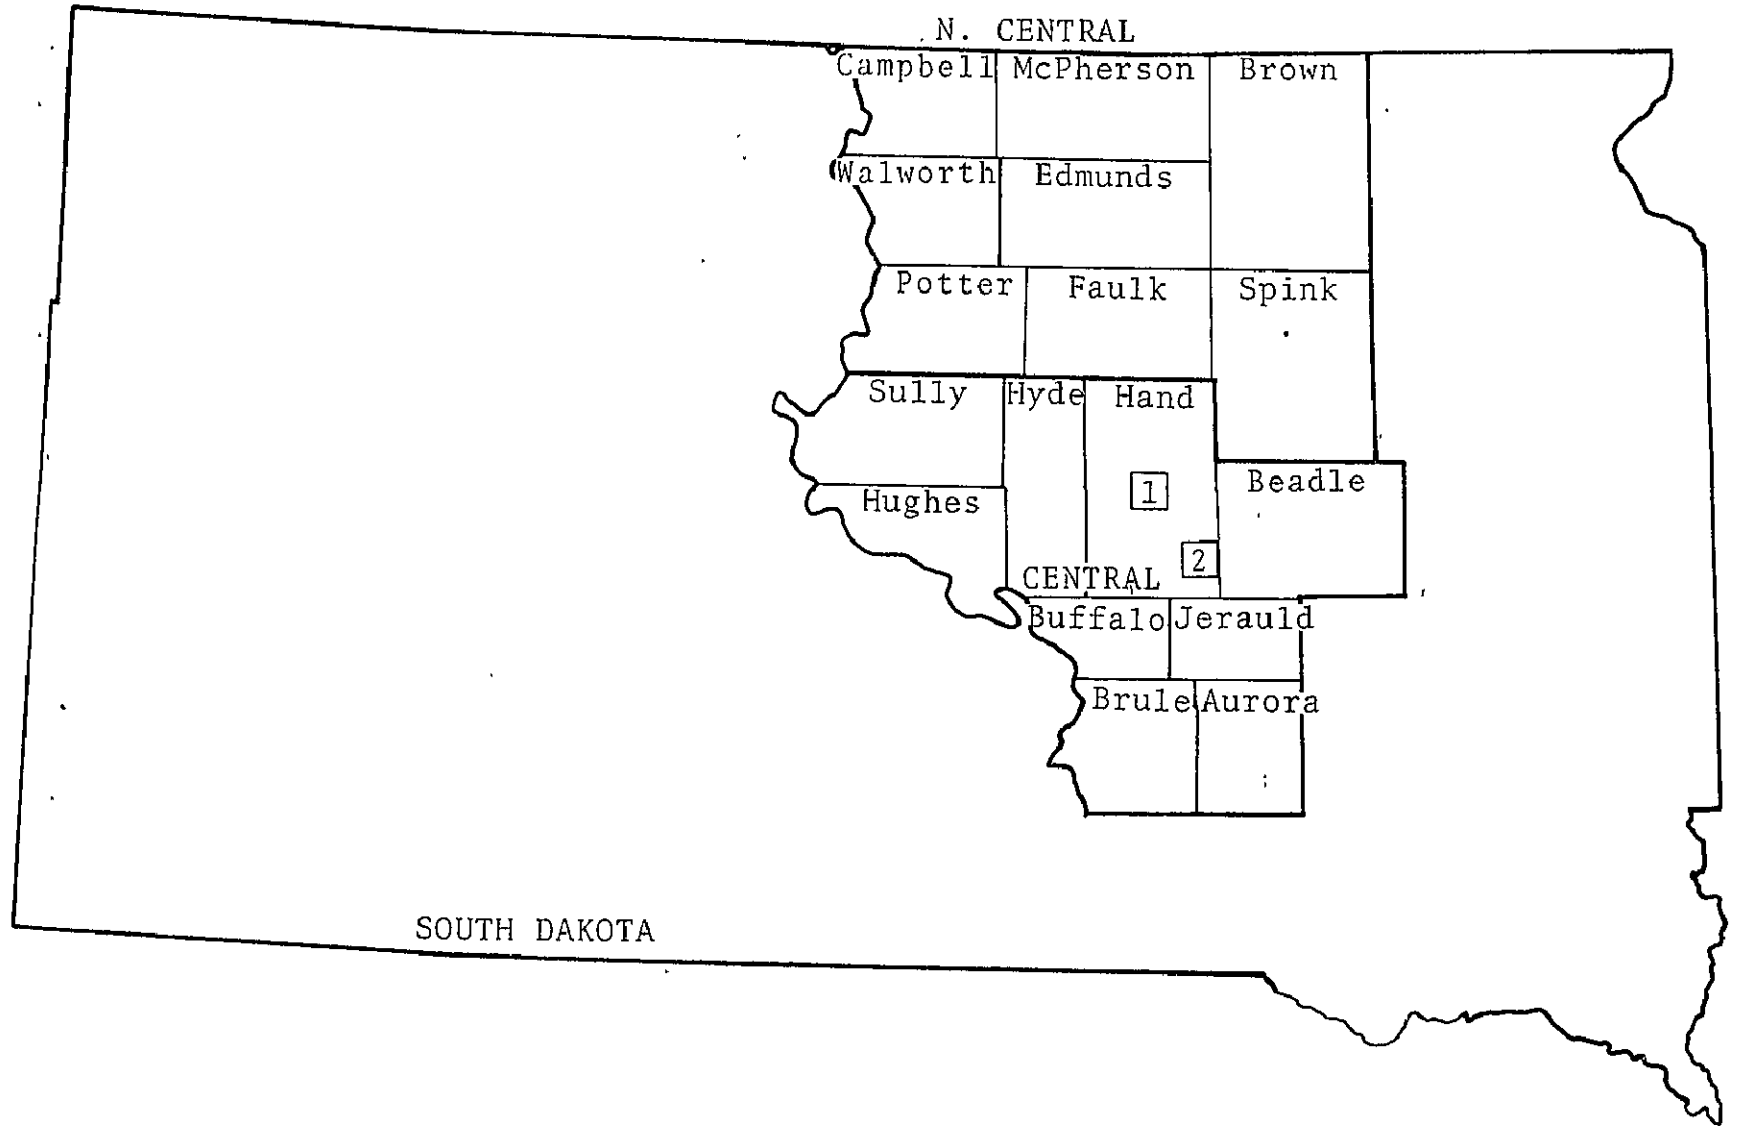 N. CENTRAL
Campbell McPherson Brown
Walworth Edmunds
Potter Faulk Spink
Sully Hyde Hand
1 Beadle
Hughes
2
CENTRAL
Buffalo Jerauld
Brule Aurora
SOUTH DAKOTA